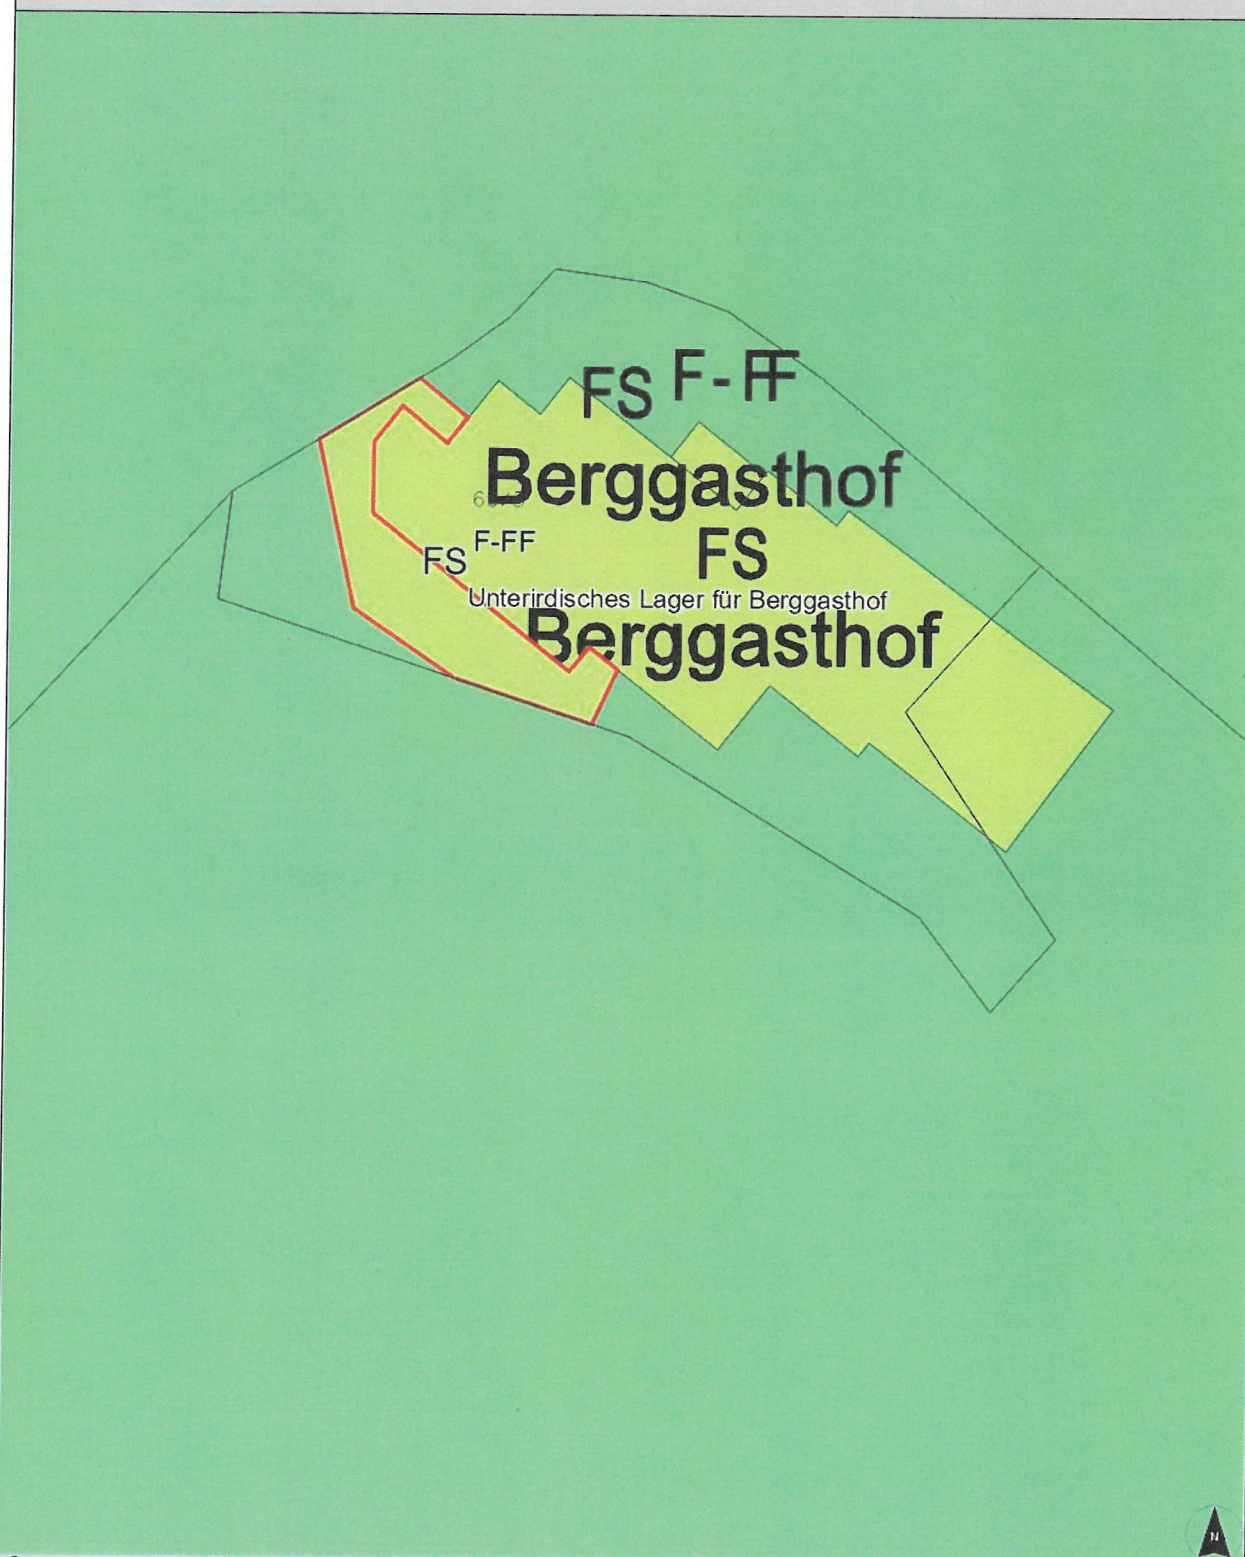 FS F-FF
Berggasthof
FS F-FF
FS
Unterirdisches Lager für Berggasthof
Berggasthof
N